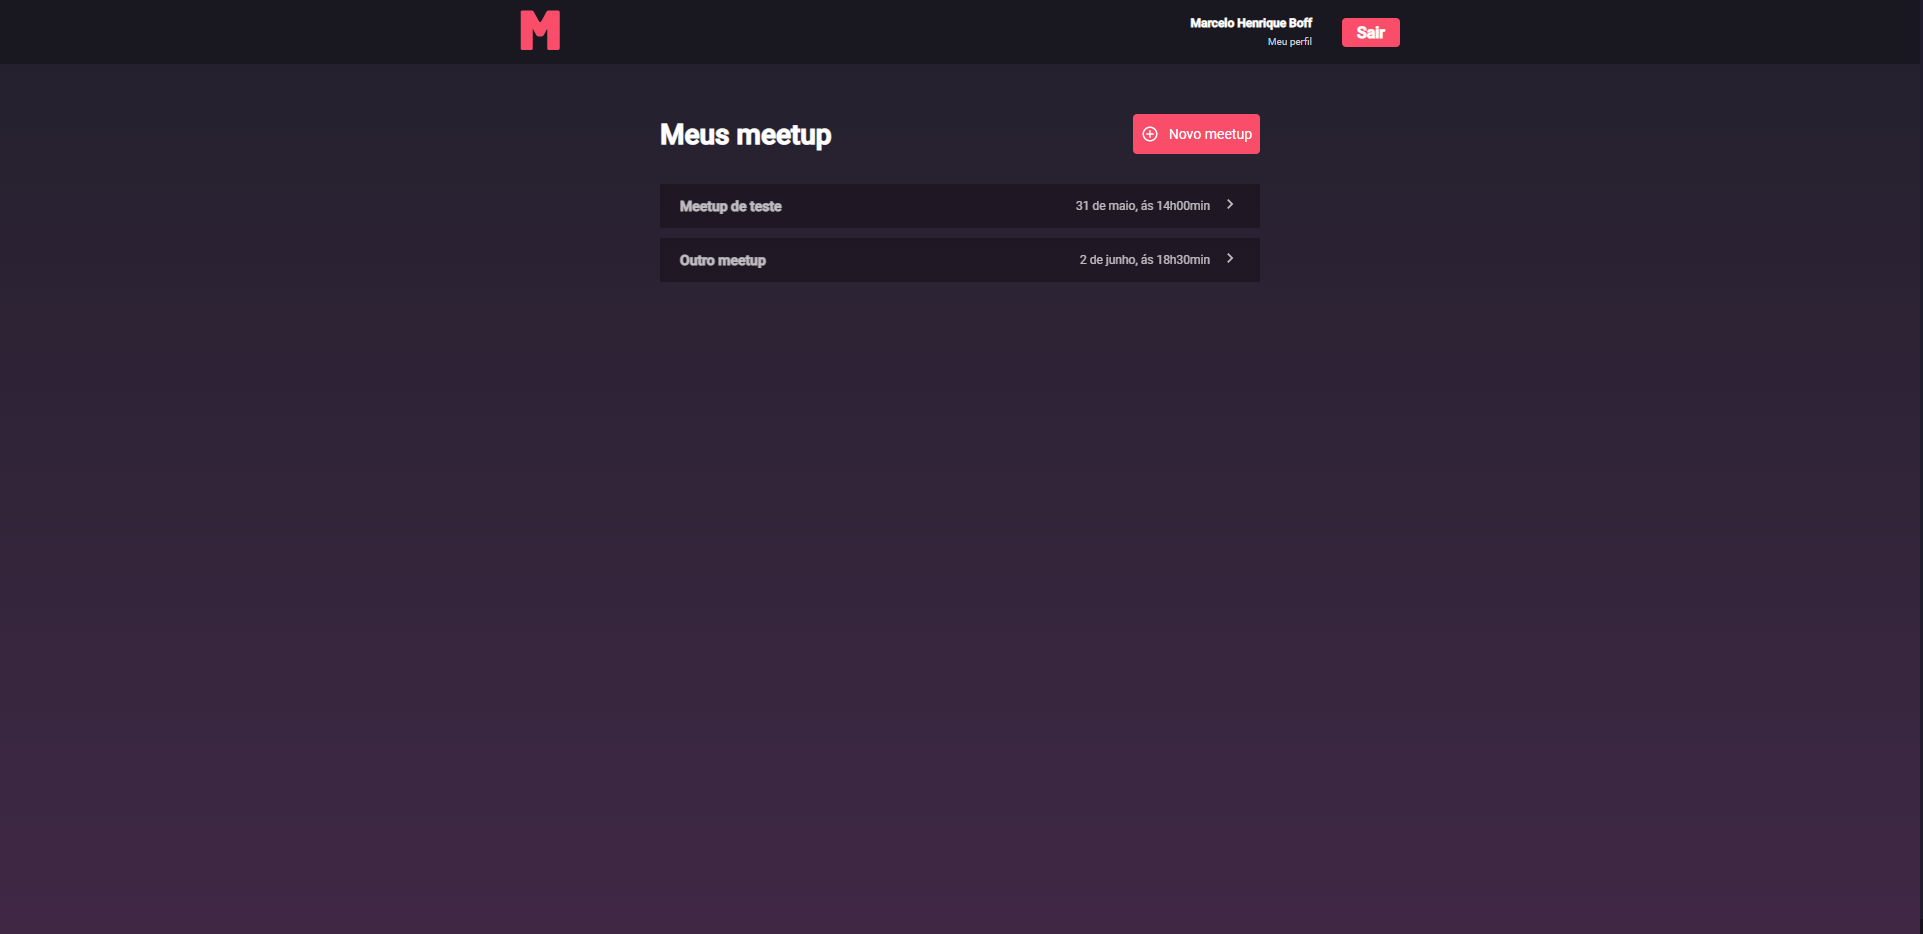 M
Marcelo Henrique Boff
Meu perfil
Sair
Meus meetup
Novo meetup
Meetup de teste
31 de maio, ás 14h00min
Outro meetup
2 de junho, ás 18h30min